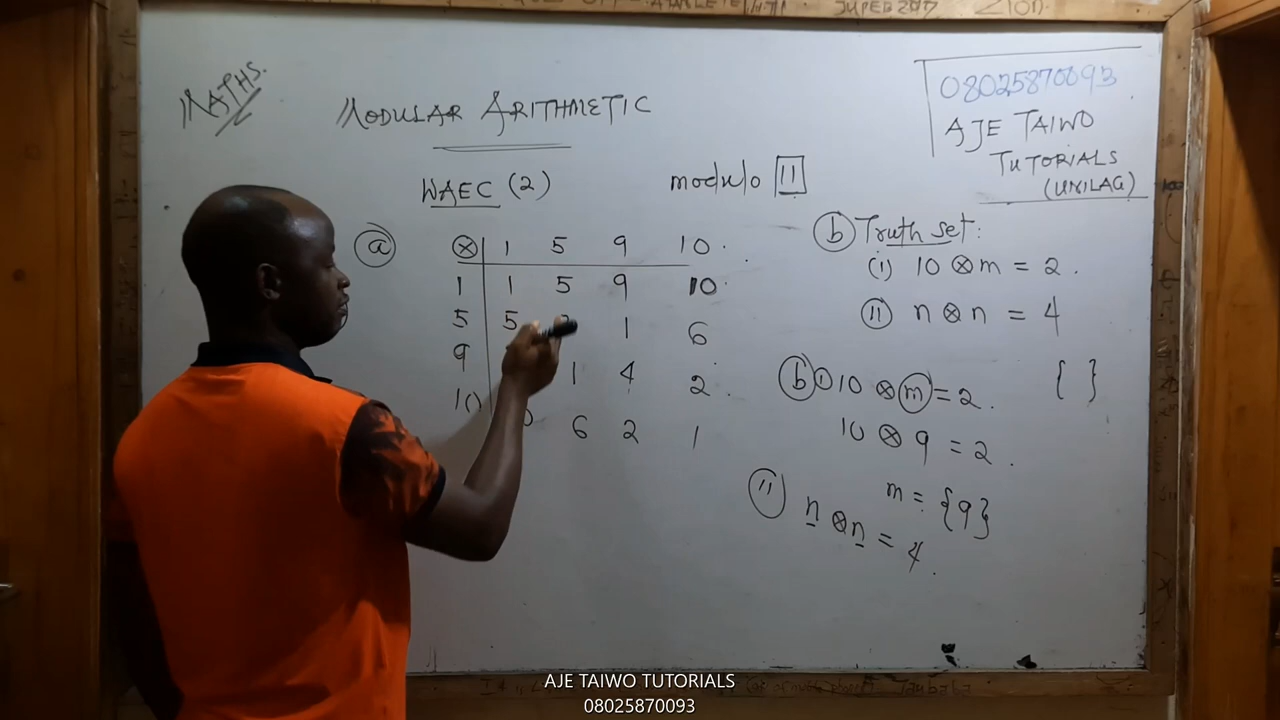 MATHS.
MODULAR ARITHMETIC
08025870093
AJE TAIWO
TUTORIALS
(UNILAG)
WAEC (2) modulo 11
(a)
⊗ 1 5 9 10
1 1 5 9 10
5 5 1 6
9 1 4 2
10 6 2 1
(b) Truth set:
(i) 10 ⊗ m = 2.
(ii) n ⊗ n = 4
(b)(i) 10 ⊗ m = 2. { }
10 ⊗ 9 = 2.
m = {9}
(ii) n ⊗ n = 4.
AJE TAIWO TUTORIALS
08025870093